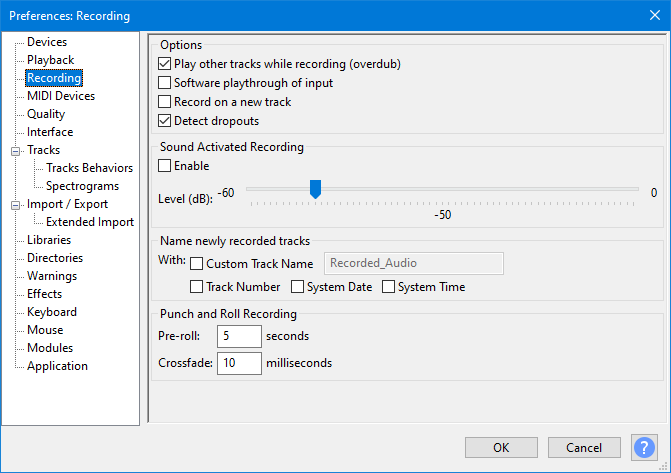 Preferences: Recording
Devices
Playback
Recording
MIDI Devices
Quality
Interface
Tracks
Tracks Behaviors
Spectrograms
Import / Export
Extended Import
Libraries
Directories
Warnings
Effects
Keyboard
Mouse
Modules
Application
Options
Play other tracks while recording (overdub)
Software playthrough of input
Record on a new track
Detect dropouts
Sound Activated Recording
Enable
Level (dB): -60 0
-50
Name newly recorded tracks
With: Custom Track Name Recorded_Audio
Track Number System Date System Time
Punch and Roll Recording
Pre-roll: 5 seconds
Crossfade: 10 milliseconds
OK Cancel ?